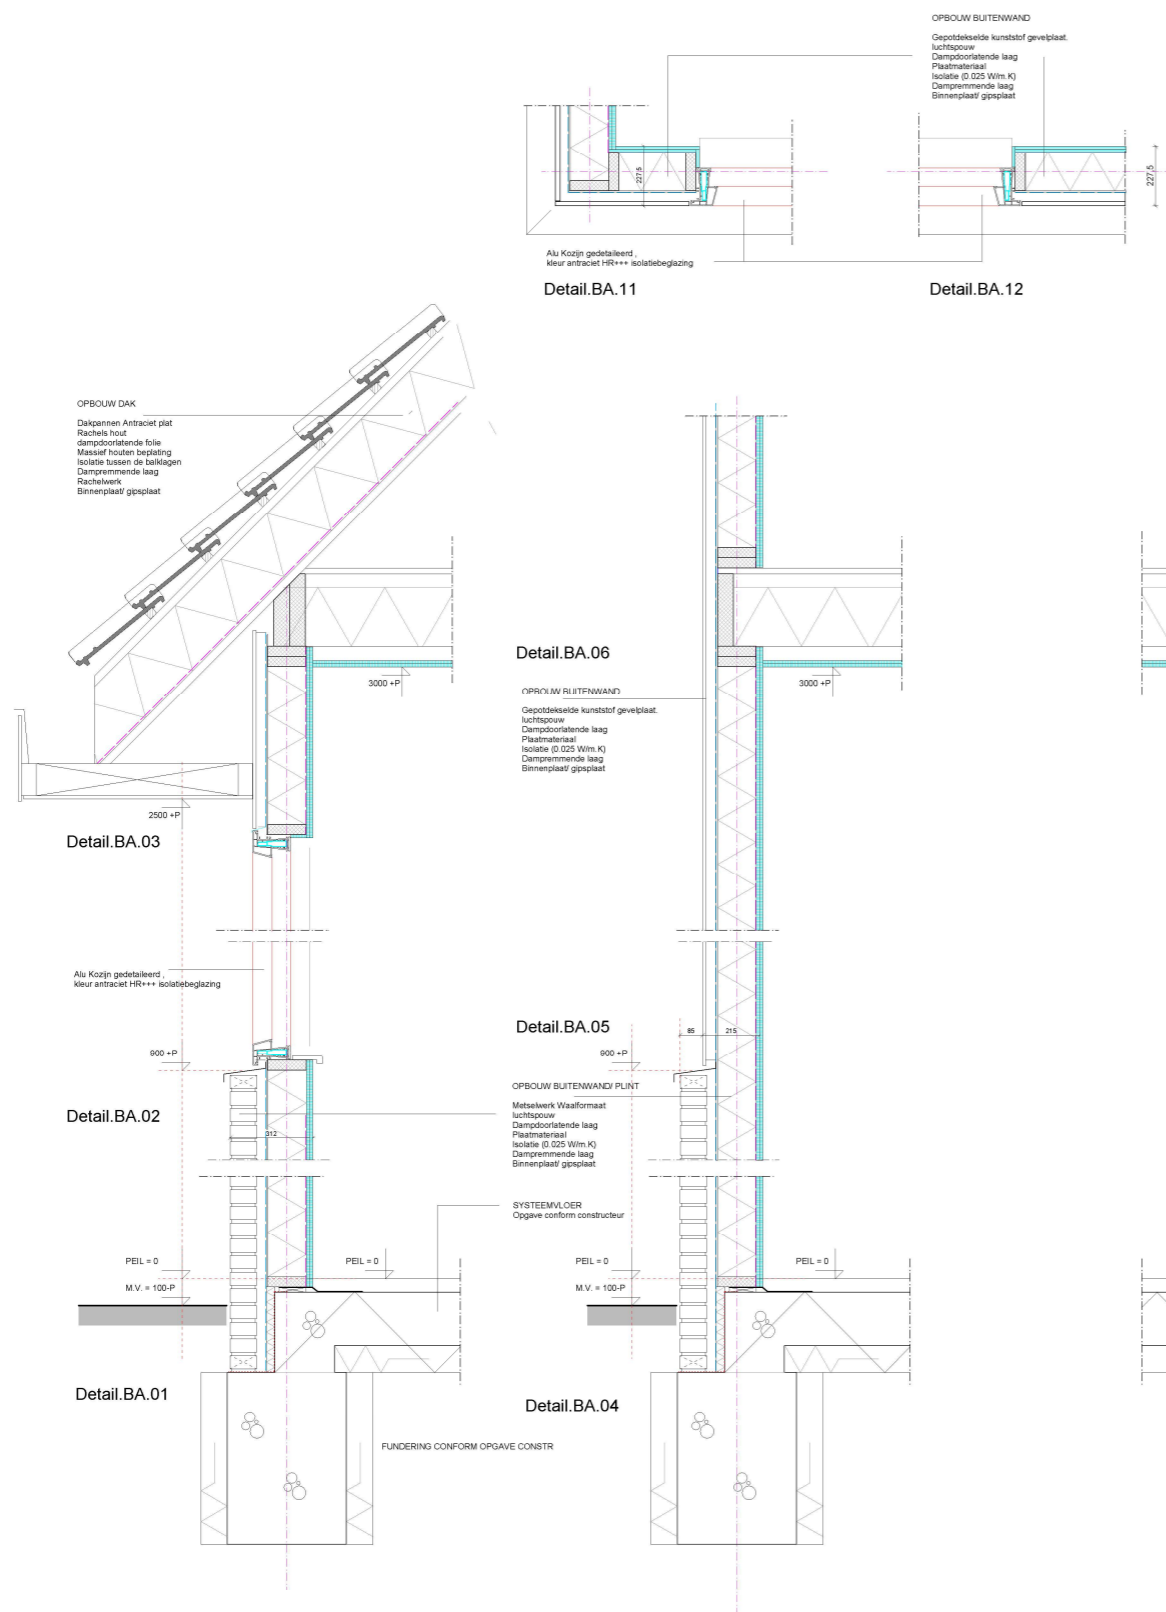 OPBOUW BUITENWAND
Gepotdekselde kunststof gevelplaat.
luchtspouw
Dampdoorlatende laag
Plaatmateriaal
Isolatie (0.025 W/m.K)
Dampremmende laag
Binnenplaat/ gipsplaat
227,5
227,5
Alu Kozijn gedetaileerd ,
kleur antraciet HR+++ isolatiebeglazing
Detail.BA.11
Detail.BA.12
OPBOUW DAK
Dakpannen Antraciet plat
Rachels hout
dampdoorlatende folie
Massief houten beplating
Isolatie tussen de balklagen
Dampremmende laag
Rachelwerk
Binnenplaat/ gipsplaat
3000 +P
2500 +P
Detail.BA.03
Detail.BA.06
3000 +P
OPBOUW BUITENWAND
Gepotdekselde kunststof gevelplaat.
luchtspouw
Dampdoorlatende laag
Plaatmateriaal
Isolatie (0.025 W/m.K)
Dampremmende laag
Binnenplaat/ gipsplaat
Alu Kozijn gedetaileerd ,
kleur antraciet HR+++ isolatiebeglazing
900 +P
Detail.BA.02
312
Detail.BA.05
85
215
900 +P
OPBOUW BUITENWAND/ PLINT
Metselwerk Waalformaat
luchtspouw
Dampdoorlatende laag
Plaatmateriaal
Isolatie (0.025 W/m.K)
Dampremmende laag
Binnenplaat/ gipsplaat
SYSTEEMVLOER
Opgave conform constructeur
PEIL = 0
PEIL = 0
M.V. = 100-P
PEIL = 0
PEIL = 0
M.V. = 100-P
Detail.BA.01
Detail.BA.04
FUNDERING CONFORM OPGAVE CONSTR